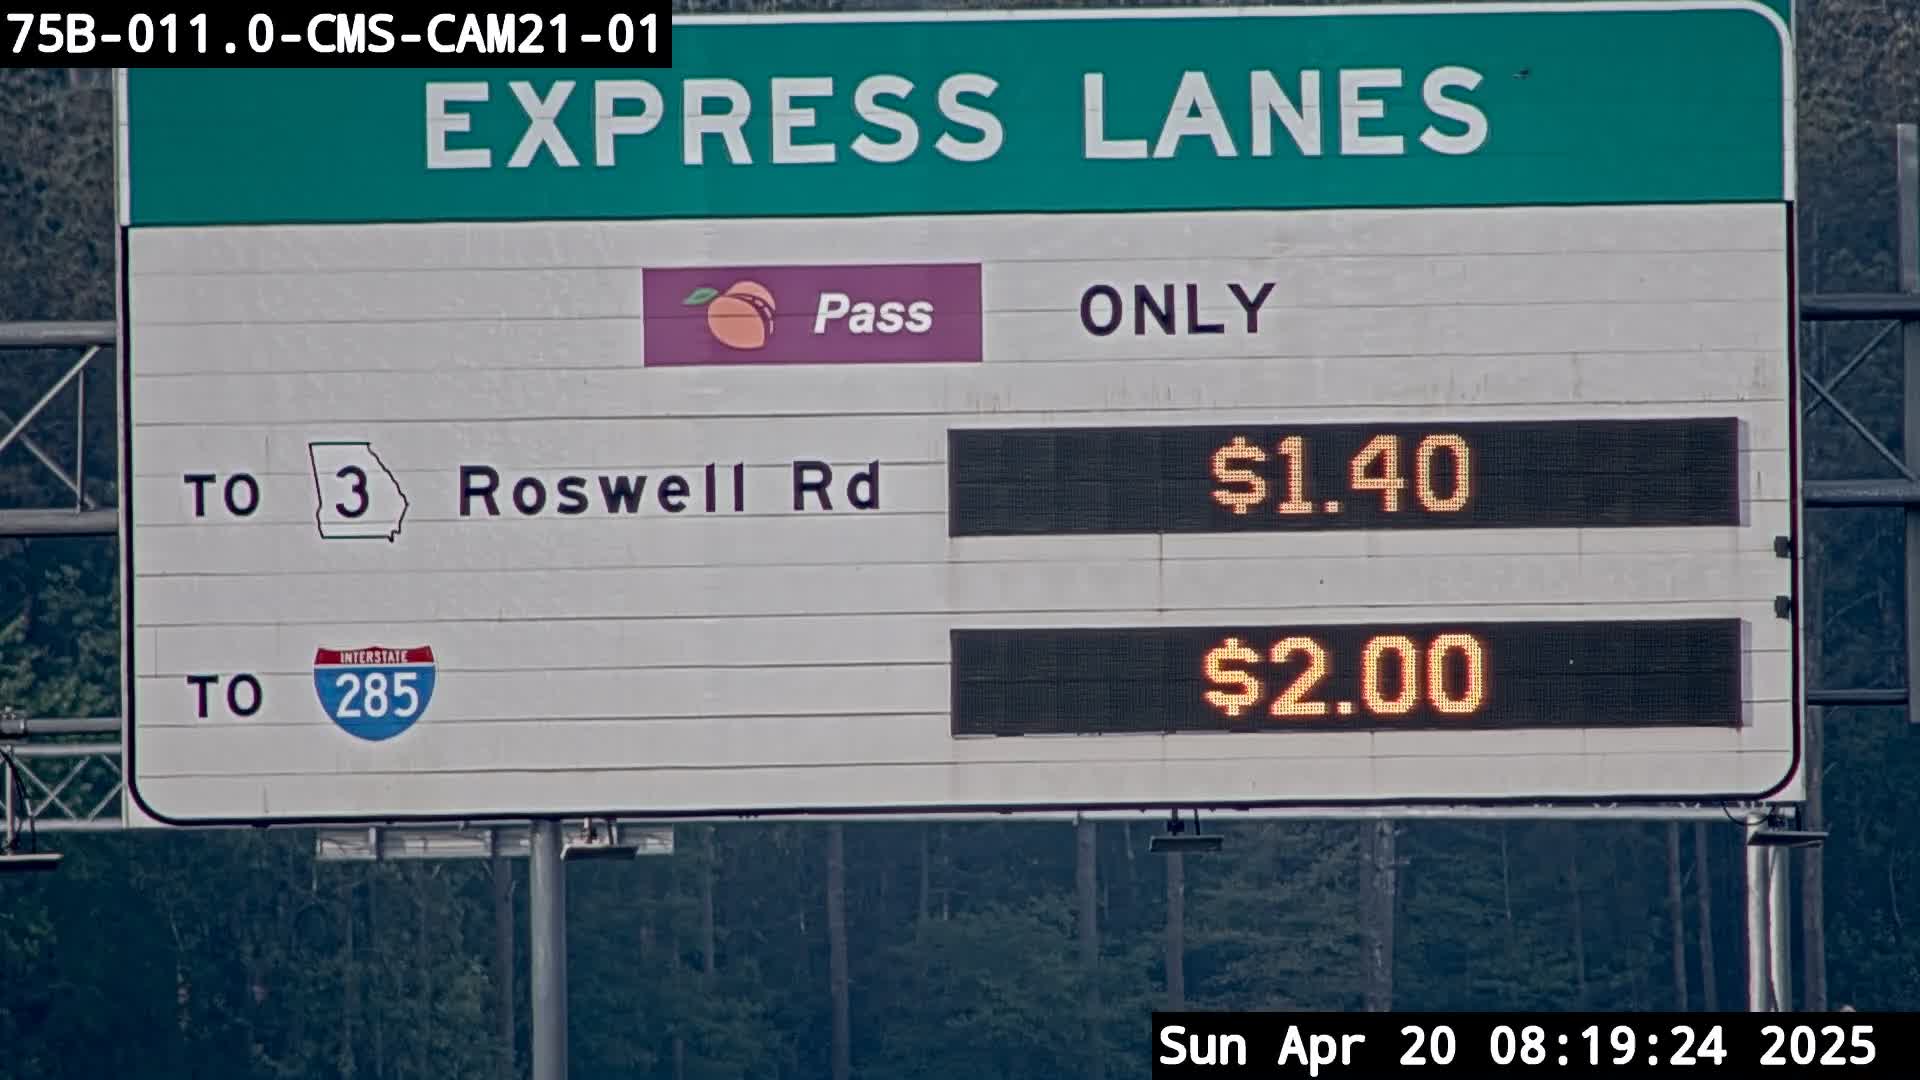 75B-011.0-CMS-CAM21-01
EXPRESS LANES
Pass ONLY
TO 3 Roswell Rd $1.40
INTERSTATE
TO 285 $2.00
Sun Apr 20 08:19:24 2025